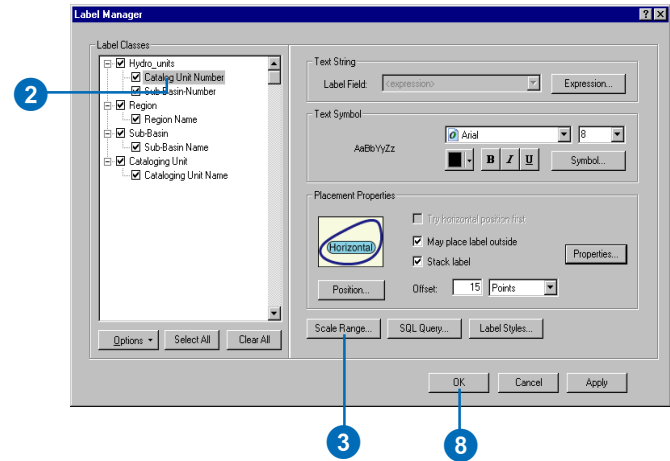 Label Manager
Label Classes
Hydro_units
Catalog Unit Number
Sub-Basin-Number
Region
Region Name
Sub-Basin
Sub-Basin Name
Cataloging Unit
Cataloging Unit Name
Options
Select All
Clear All
Text String
Label Field: <expression> Expression...
Text Symbol
AaBbYyZz
Arial 8
B I U Symbol...
Placement Properties
Horizontal
Try horizontal position first
May place label outside
Stack label
Properties...
Position...
Offset: 15 Points
Scale Range... SQL Query... Label Styles...
OK Cancel Apply
2
3
8